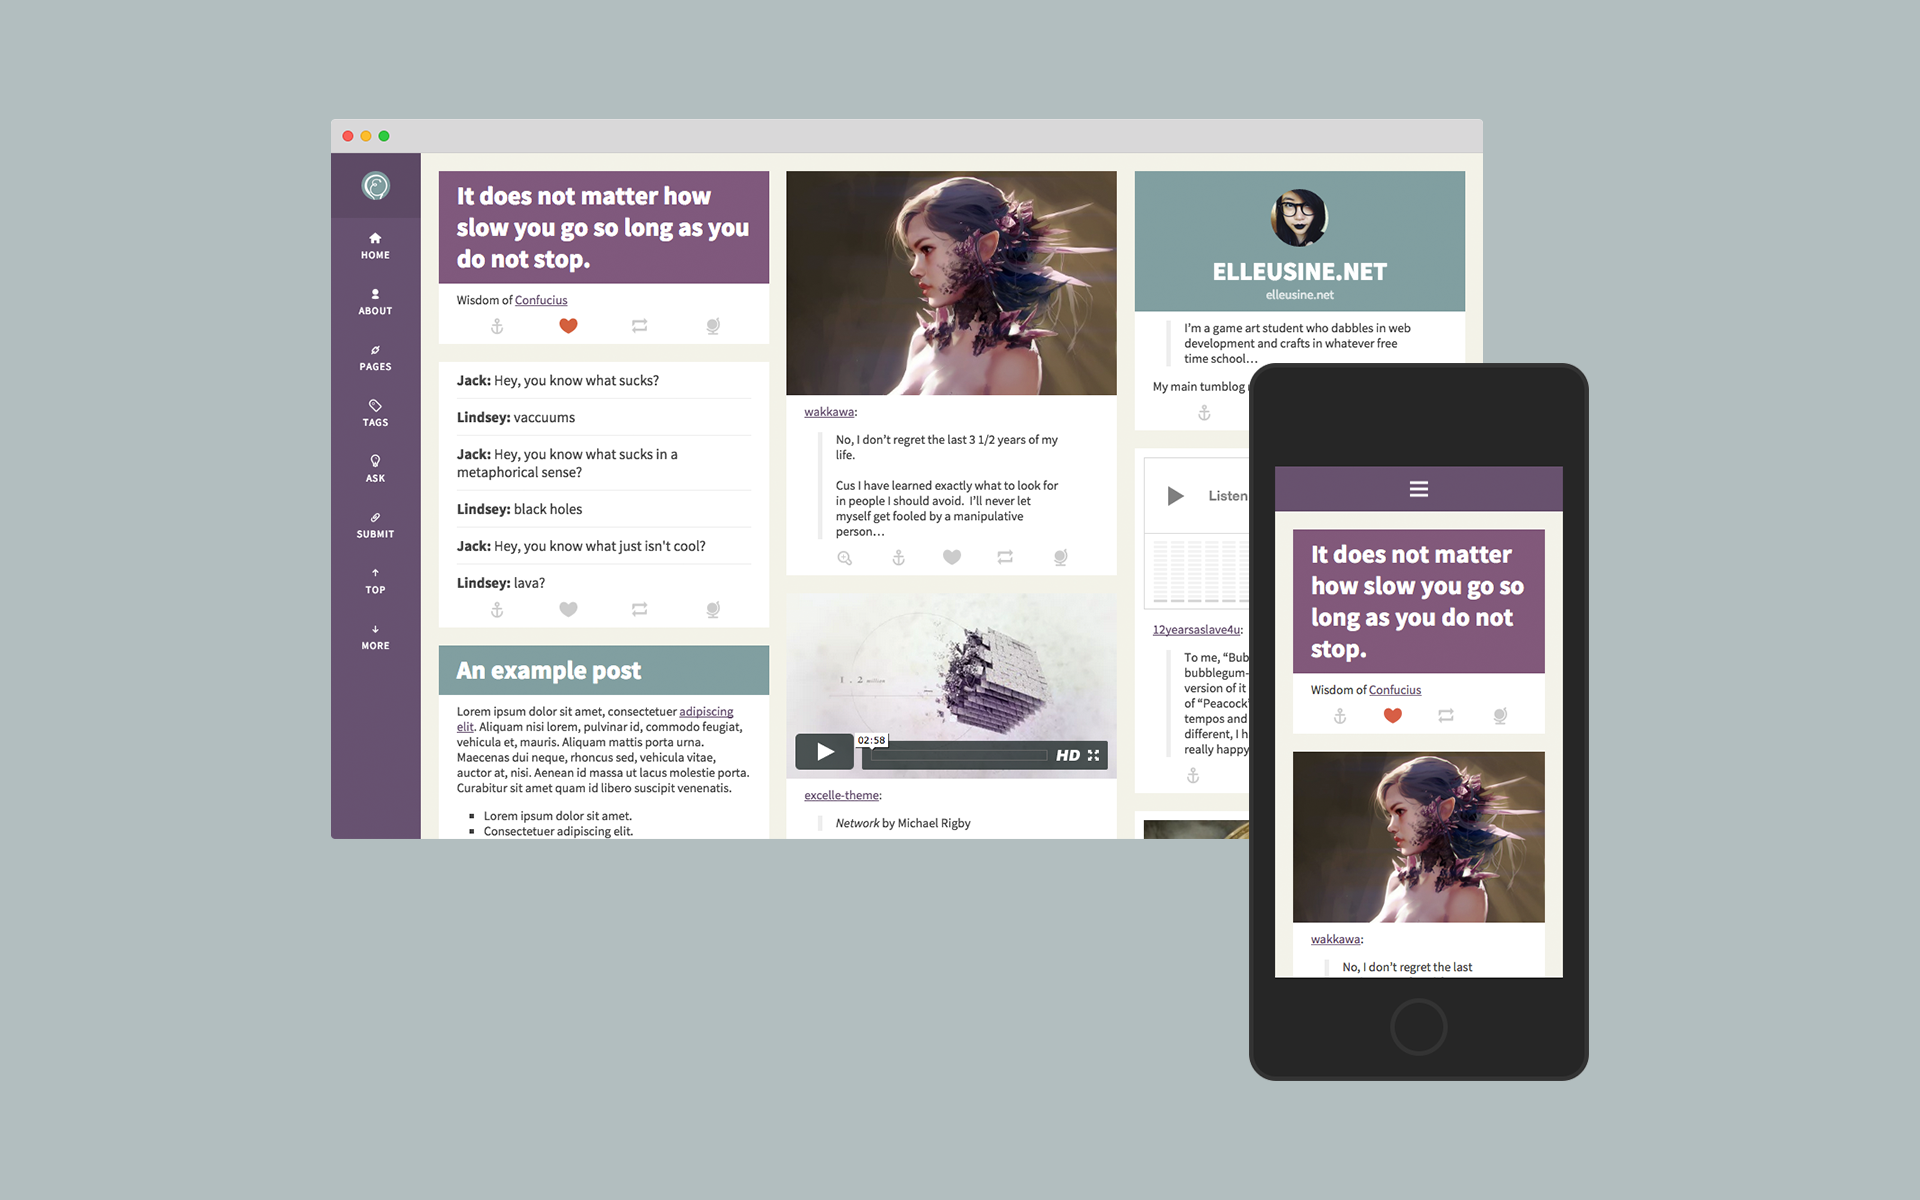 HOME
ABOUT
PAGES
TAGS
ASK
SUBMIT
TOP
MORE
It does not matter how
slow you go so long as you
do not stop.
Wisdom of Confucius
Jack: Hey, you know what sucks?
Lindsey: vaccuums
Jack: Hey, you know what sucks in a
metaphorical sense?
Lindsey: black holes
Jack: Hey, you know what just isn't cool?
Lindsey: lava?
An example post
Lorem ipsum dolor sit amet, consectetuer adipiscing
elit. Aliquam nisi lorem, pulvinar id, commodo feugiat,
vehicula et, mauris. Aliquam mattis porta urna.
Maecenas dui neque, rhoncus sed, vehicula vitae,
auctor at, nisi. Aenean id massa ut lacus molestie porta.
Curabitur sit amet quam id libero suscipit venenatis.
Lorem ipsum dolor sit amet.
Consectetuer adipiscing elit.
wakkawa:
No, I don’t regret the last 3 1/2 years of my
life.
Cus I have learned exactly what to look for
in people I should avoid. I’ll never let
myself get fooled by a manipulative
person…
1 . 2 million
02:58
HD
excelle-theme:
Network by Michael Rigby
ELLEUSINE.NET
elleusine.net
I’m a game art student who dabbles in web
development and crafts in whatever free
time school…
My main tumblog
Listen
12yearsaslave4u:
To me, “Bub
bubblegum-
version of it
of “Peacock”
tempos and
different, I h
really happy
It does not matter
how slow you go so
long as you do not
stop.
Wisdom of Confucius
wakkawa:
No, I don’t regret the last